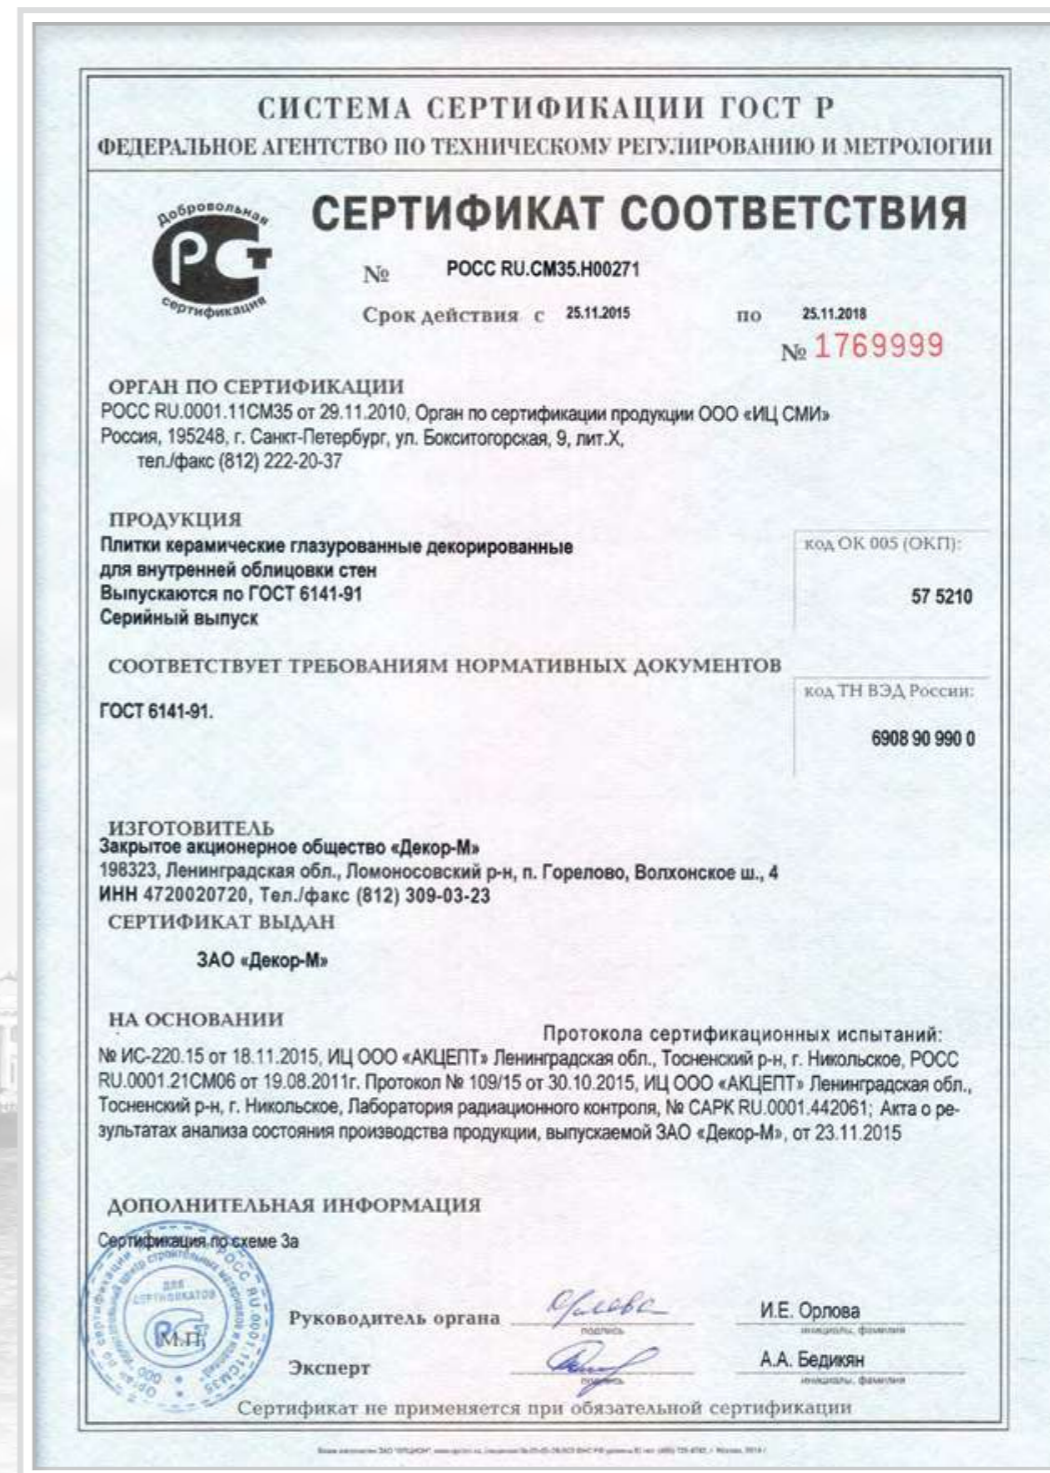 СИСТЕМА СЕРТИФИКАЦИИ ГОСТ Р
ФЕДЕРАЛЬНОЕ АГЕНТСТВО ПО ТЕХНИЧЕСКОМУ РЕГУЛИРОВАНИЮ И МЕТРОЛОГИИ
Добровольная
сертификация
СЕРТИФИКАТ СООТВЕТСТВИЯ
№ РОСС RU.СМ35.Н00271
Срок действия с 25.11.2015 по 25.11.2018
№ 1769999
ОРГАН ПО СЕРТИФИКАЦИИ
РОСС RU.0001.11СМ35 от 29.11.2010, Орган по сертификации продукции ООО «ИЦ СМИ»
Россия, 195248, г. Санкт-Петербург, ул. Бокситогорская, 9, лит.Х,
тел./факс (812) 222-20-37
ПРОДУКЦИЯ
Плитки керамические глазурованные декорированные
для внутренней облицовки стен
Выпускаются по ГОСТ 6141-91
Серийный выпуск
код ОК 005 (ОКП):
57 5210
СООТВЕТСТВУЕТ ТРЕБОВАНИЯМ НОРМАТИВНЫХ ДОКУМЕНТОВ
ГОСТ 6141-91.
код ТН ВЭД России:
6908 90 990 0
ИЗГОТОВИТЕЛЬ
Закрытое акционерное общество «Декор-М»
198323, Ленинградская обл., Ломоносовский р-н, п. Горелово, Волхонское ш., 4
ИНН 4720020720, Тел./факс (812) 309-03-23
СЕРТИФИКАТ ВЫДАН
ЗАО «Декор-М»
НА ОСНОВАНИИ
Протокола сертификационных испытаний:
№ ИС-220.15 от 18.11.2015, ИЦ ООО «АКЦЕПТ» Ленинградская обл., Тосненский р-н, г. Никольское, РОСС
RU.0001.21СМ06 от 19.08.2011г. Протокол № 109/15 от 30.10.2015, ИЦ ООО «АКЦЕПТ» Ленинградская обл.,
Тосненский р-н, г. Никольское, Лаборатория радиационного контроля, № САРК RU.0001.442061; Акта о ре-
зультатах анализа состояния производства продукции, выпускаемой ЗАО «Декор-М», от 23.11.2015
ДОПОЛНИТЕЛЬНАЯ ИНФОРМАЦИЯ
Сертификация по схеме 3а
ДЛЯ
СЕРТИФИКАТОВ
М.П.
Руководитель органа Орлова И.Е. Орлова
подпись инициалы, фамилия
Эксперт А.А. Бедикян
подпись инициалы, фамилия
Сертификат не применяется при обязательной сертификации